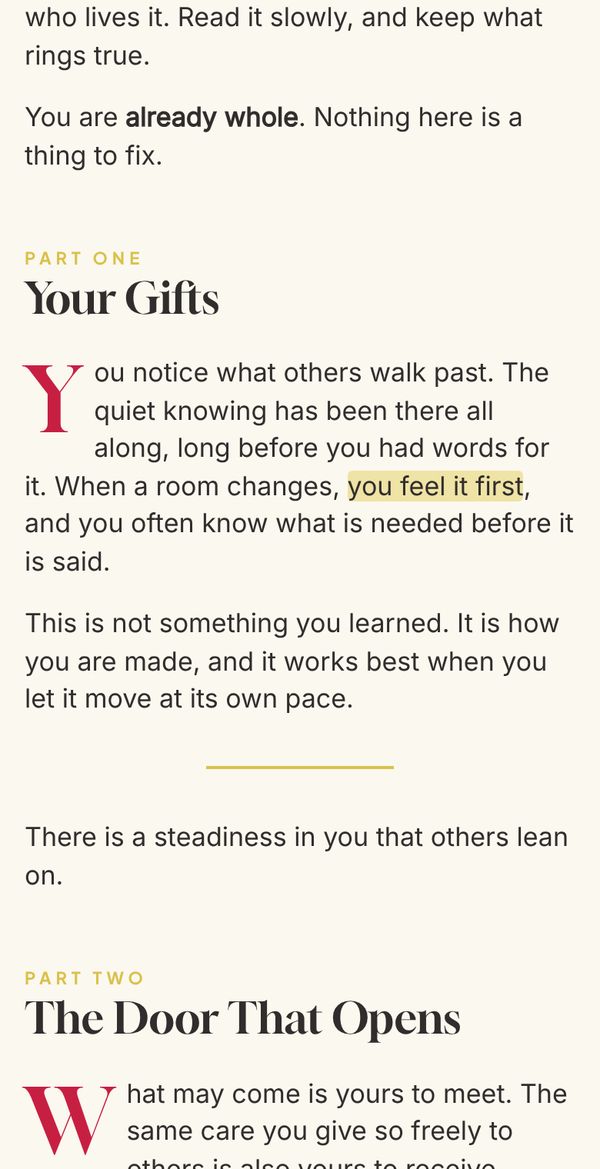 who lives it. Read it slowly, and keep what
rings true.
You are already whole. Nothing here is a
thing to fix.
PART ONE
Your Gifts
You notice what others walk past. The
quiet knowing has been there all
along, long before you had words for
it. When a room changes, you feel it first,
and you often know what is needed before it
is said.
This is not something you learned. It is how
you are made, and it works best when you
let it move at its own pace.
There is a steadiness in you that others lean
on.
PART TWO
The Door That Opens
What may come is yours to meet. The
same care you give so freely to
others is also yours to receive